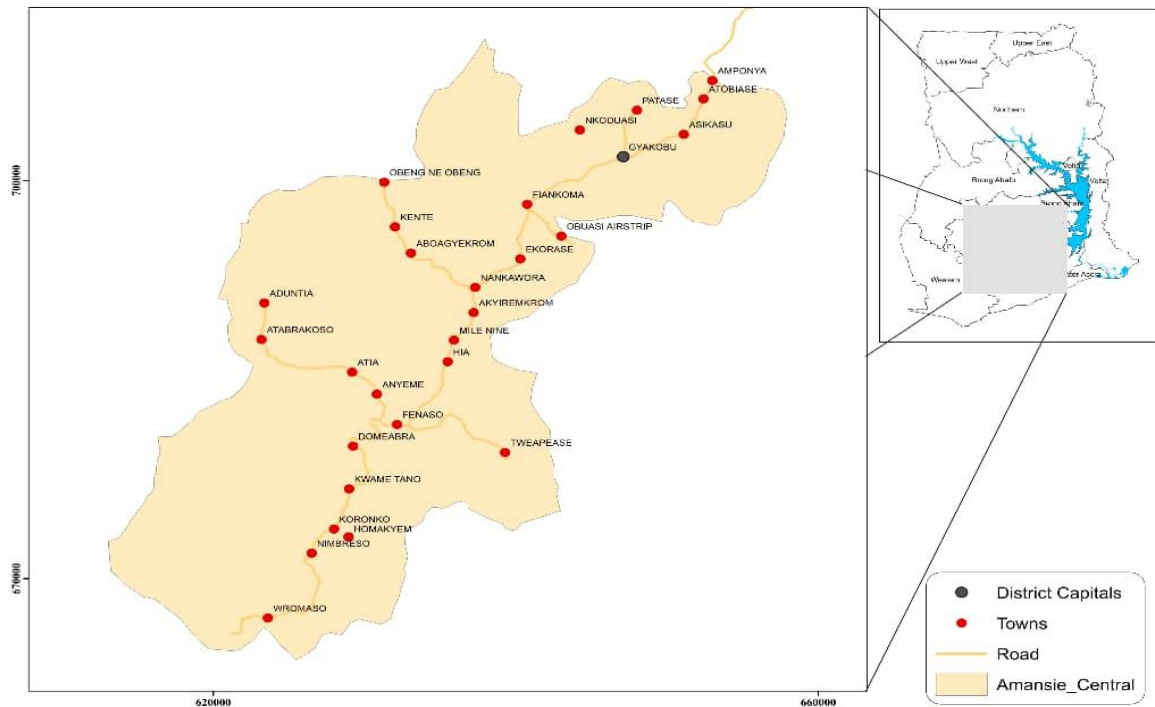 AMPONYA
ATOBIASE
PATASE
NKODUASI
ASIKASU
GYAKOBU
OBENG NE OBENG
FIANKOMA
KENTE
OBUASI AIRSTRIP
ABOAGYEKROM
EKORASE
NANKAWORA
ADUNTIA
AKYIREMKROM
ATABRAKOSO
MILE NINE
HIA
ATIA
ANYEME
FENASO
DOMEABRA
TWEAPEASE
KWAME TANO
KORONKO
HOMAKYEM
NIMBRESO
WROMASO
700000
670000
620000
660000
Upper East
Upper West
Northern
Brong Ahafo
Volta
Brong Ahafo
Western
District Capitals
Towns
Road
Amansie_Central